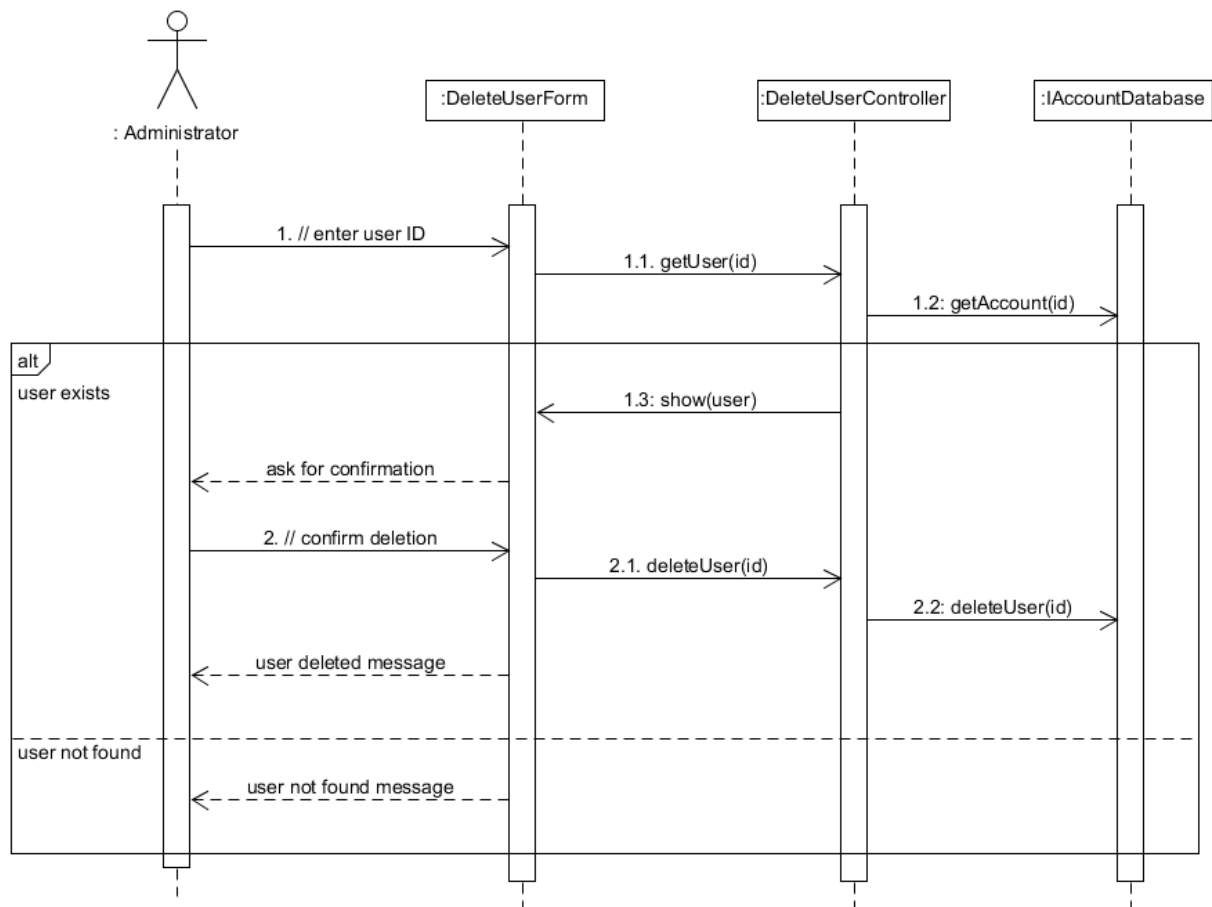 : Administrator
:DeleteUserForm
:DeleteUserController
:IAccountDatabase
1. // enter user ID
1.1. getUser(id)
1.2: getAccount(id)
alt
user exists
1.3: show(user)
ask for confirmation
2. // confirm deletion
2.1. deleteUser(id)
2.2: deleteUser(id)
user deleted message
user not found
user not found message